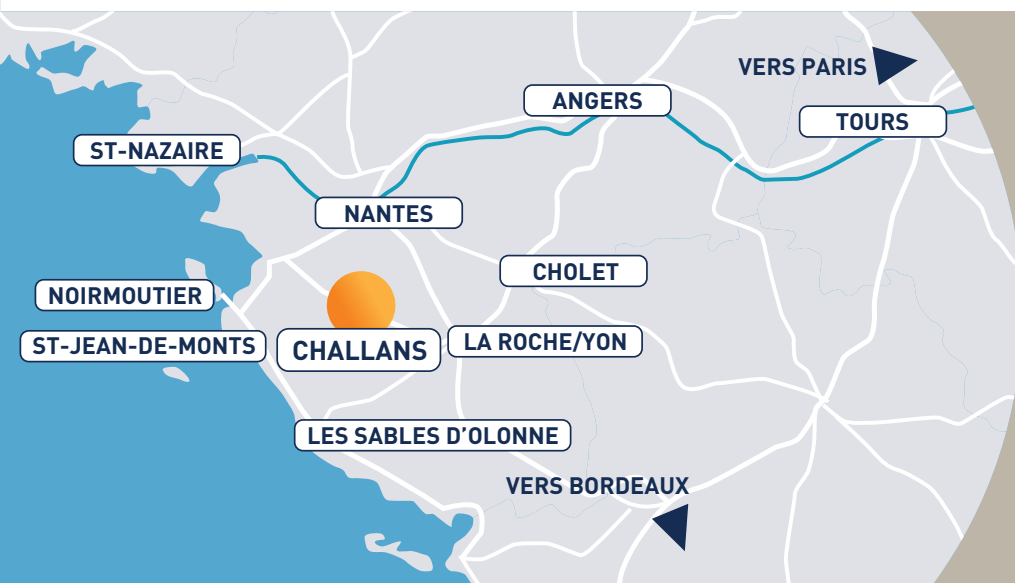 VERS PARIS
ANGERS
TOURS
ST-NAZAIRE
NANTES
CHOLET
NOIRMOUTIER
ST-JEAN-DE-MONTS
CHALLANS
LA ROCHE/YON
LES SABLES D’OLONNE
VERS BORDEAUX